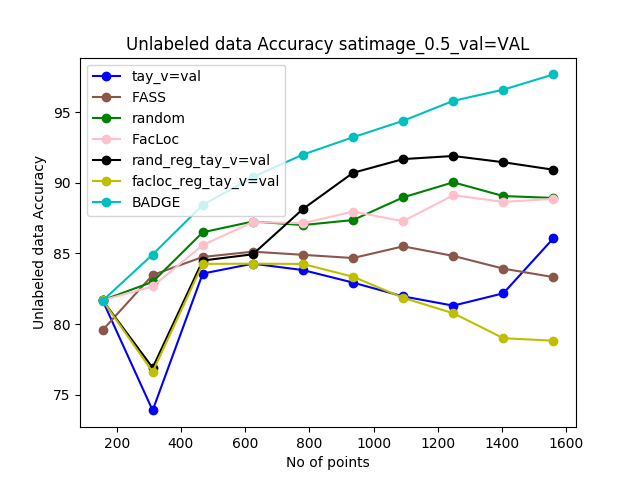 Unlabeled data Accuracy satimage_0.5_val=VAL
tay_v=val
FASS
random
FacLoc
rand_reg_tay_v=val
facloc_reg_tay_v=val
BADGE
Unlabeled data Accuracy
95
90
85
80
75
200 400 600 800 1000 1200 1400 1600
No of points